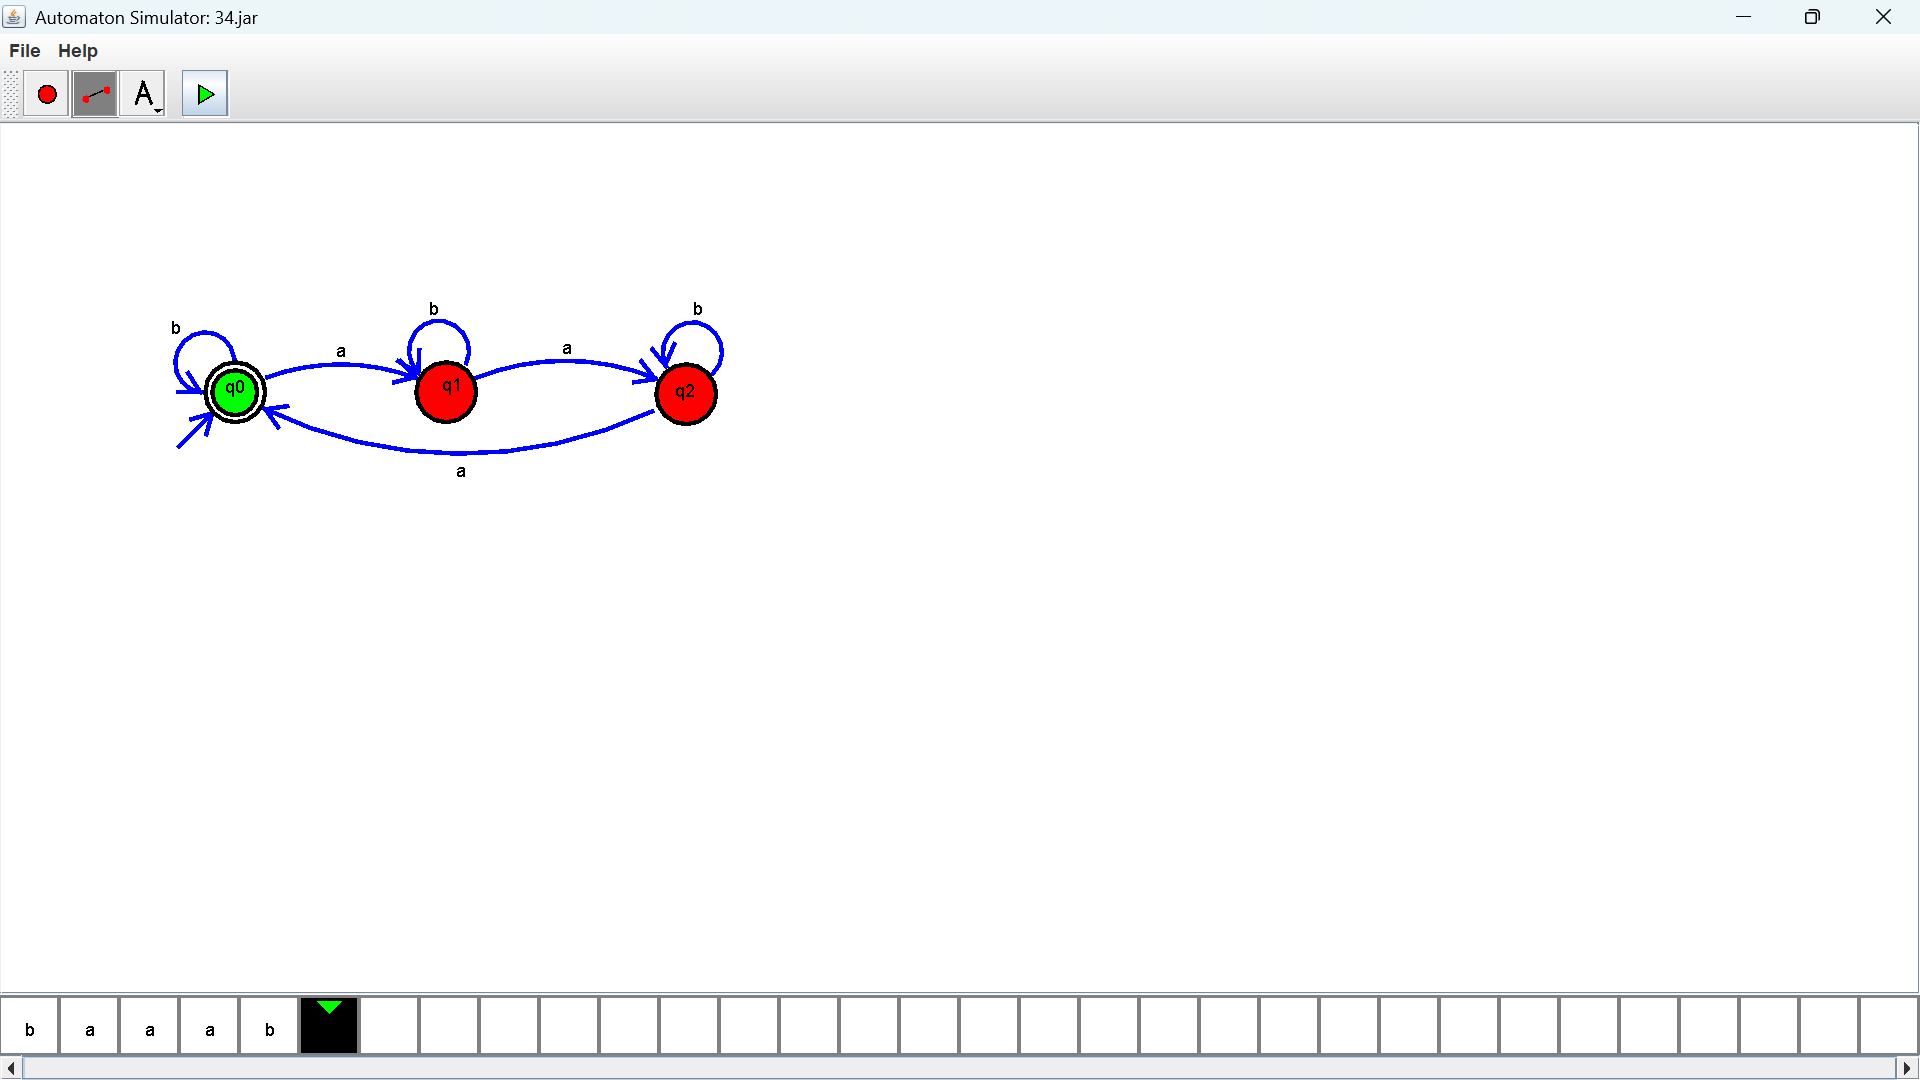 Automaton Simulator: 34.jar
File Help
A
b b b
a a
q0 q1 q2
a
b a a a b